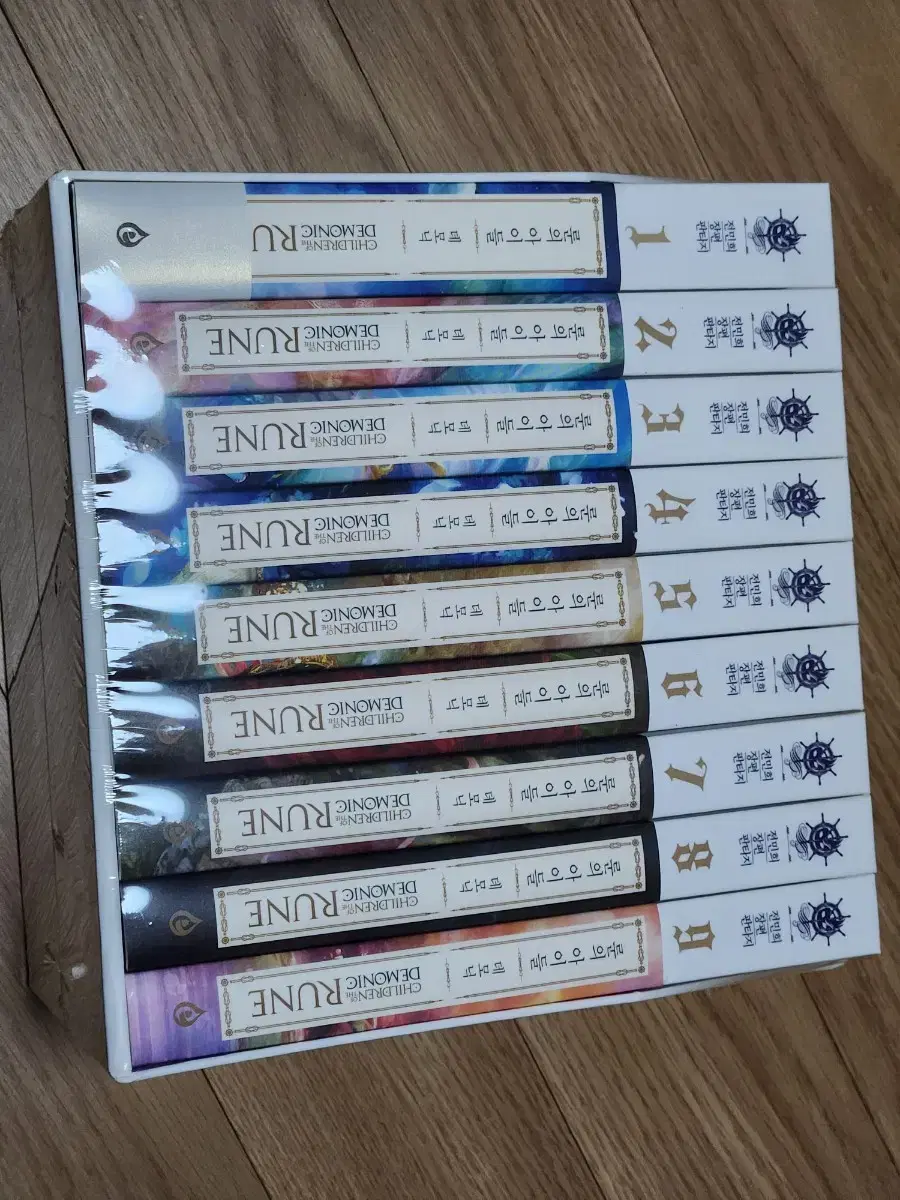 전민희
장편
판타지
1
룬의 아이들
데모닉
CHILDREN OF THE RU
DEMONIC
전민희
장편
판타지
2
룬의 아이들
데모닉
CHILDREN OF THE RUNE
DEMONIC
전민희
장편
판타지
3
룬의 아이들
데모닉
CHILDREN OF THE RUNE
DEMONIC
전민희
장편
판타지
4
룬의 아이들
데모닉
CHILDREN OF THE RUNE
DEMONIC
전민희
장편
판타지
5
룬의 아이들
데모닉
CHILDREN OF THE RUNE
DEMONIC
전민희
장편
판타지
6
룬의 아이들
데모닉
CHILDREN OF THE RUNE
DEMONIC
전민희
장편
판타지
7
룬의 아이들
데모닉
CHILDREN OF THE RUNE
DEMONIC
전민희
장편
판타지
8
룬의 아이들
데모닉
CHILDREN OF THE RUNE
DEMONIC
전민희
장편
판타지
9
룬의 아이들
데모닉
CHILDREN OF THE RUNE
DEMONIC